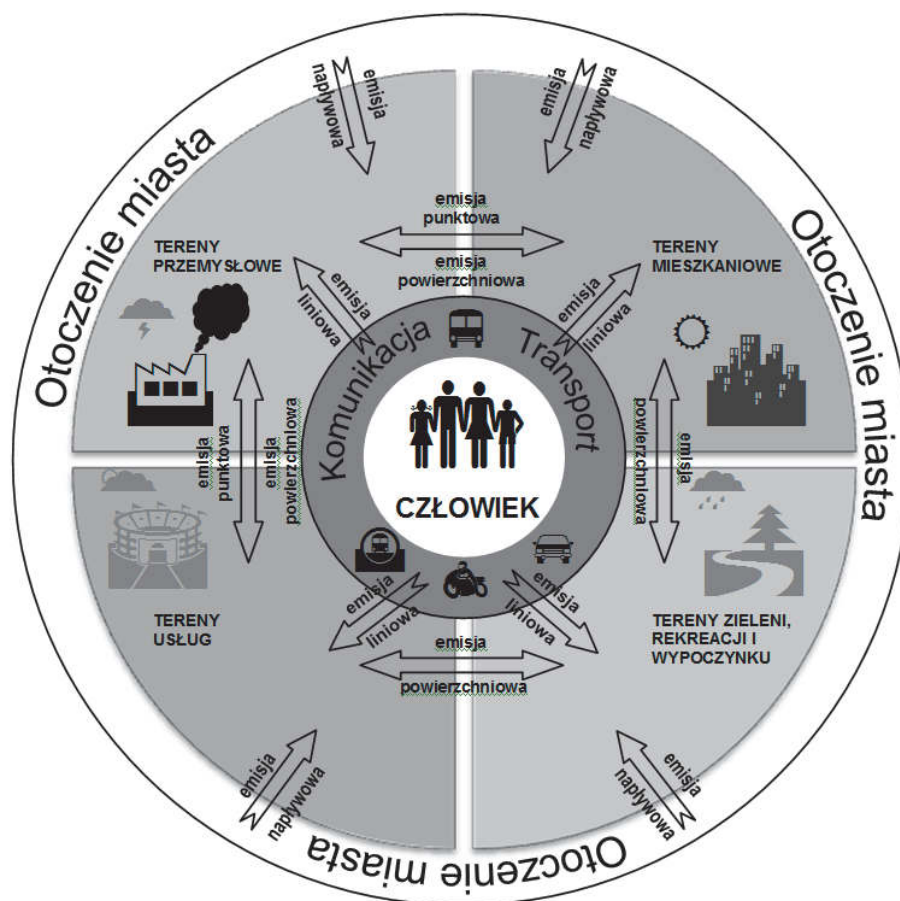 Otoczenie miasta
Otoczenie miasta
Otoczenie miasta
Otoczenie miasta
emisja
napływowa
emisja
napływowa
emisja
punktowa
emisja
powierzchniowa
TERENY
PRZEMYSŁOWE
TERENY
MIESZKANIOWE
emisja
liniowa
emisja
liniowa
Komunikacja
Transport
emisja
punktowa
emisja
powierzchniowa
powierzchniowa
emisja
CZŁOWIEK
TERENY
USŁUG
emisja
liniowa
emisja
liniowa
TERENY ZIELENI,
REKREACJI I
WYPOCZYNKU
emisja
powierzchniowa
emisja
napływowa
emisja
napływowa